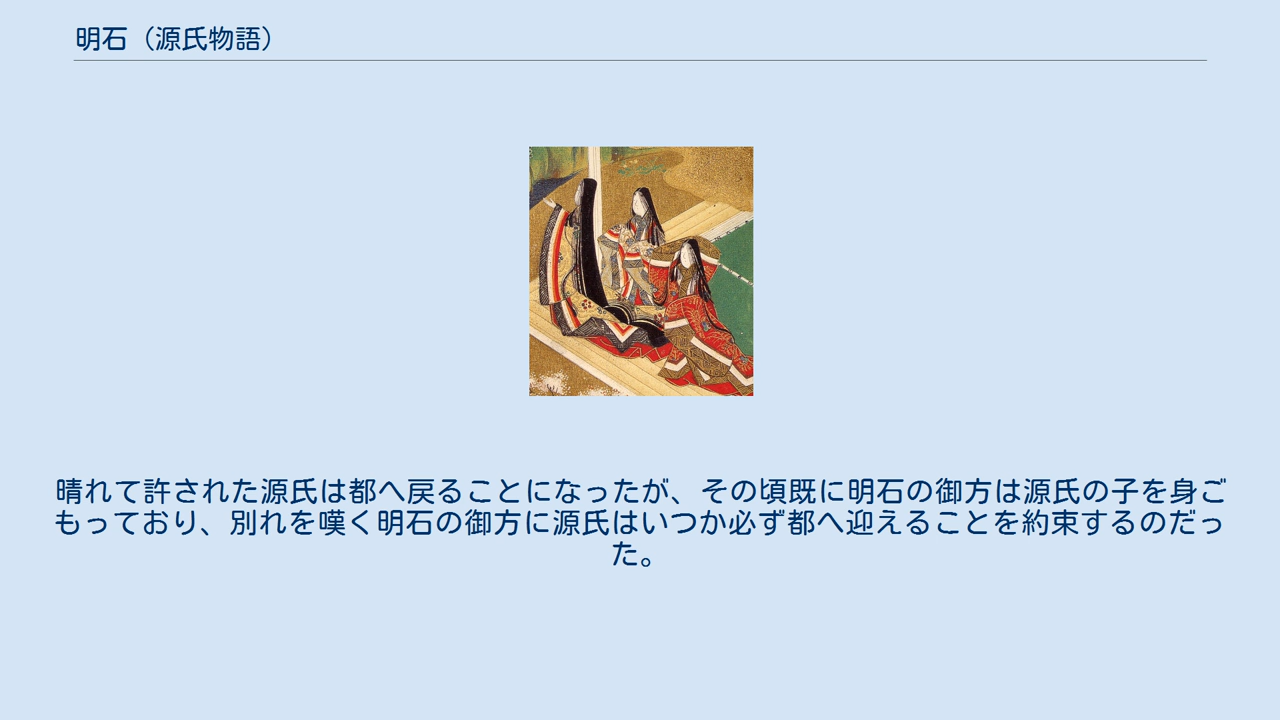 明石（源氏物語）
晴れて許された源氏は都へ戻ることになったが、その頃既に明石の御方は源氏の子を身ご
もっており、別れを嘆く明石の御方に源氏はいつか必ず都へ迎えることを約束するのだっ
た。